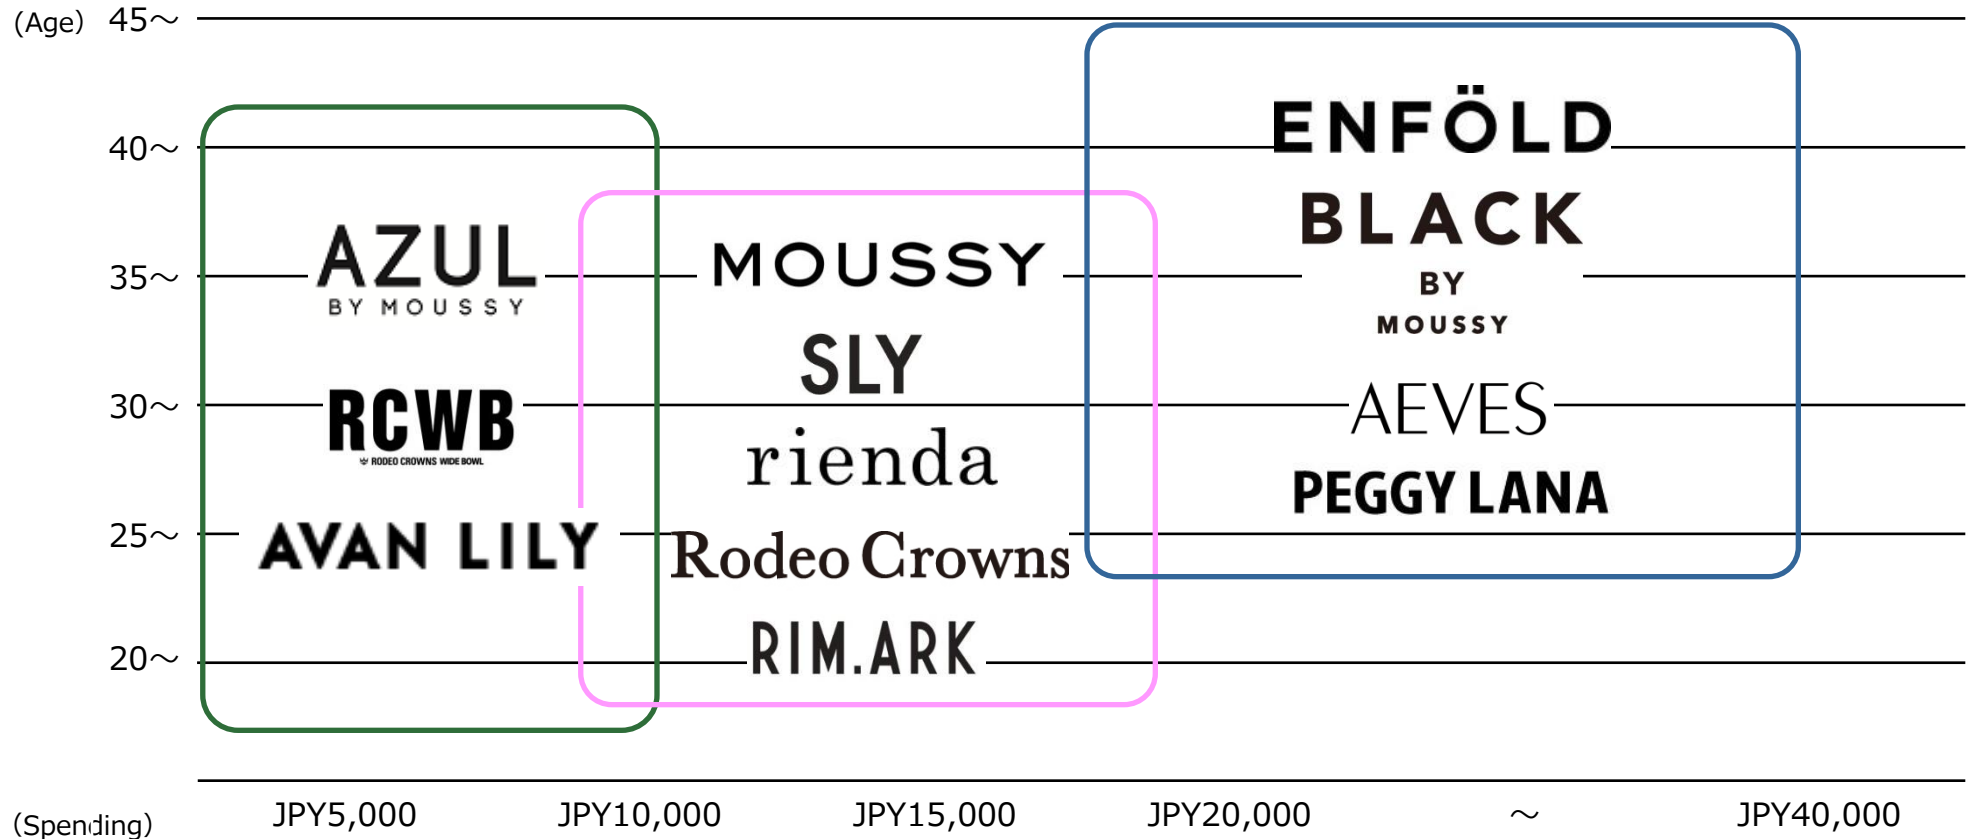 (Age) 45～
ENFÖLD
40～
BLACK
AZUL
MOUSSY
35～
BY
BY MOUSSY
MOUSSY
SLY
30～
AEVES
RCWB
RODEO CROWNS WIDE BOWL
rienda
PEGGY LANA
25～
AVAN LILY
Rodeo Crowns
20～
RIM.ARK
(Spending) JPY5,000 JPY10,000 JPY15,000 JPY20,000 ～ JPY40,000